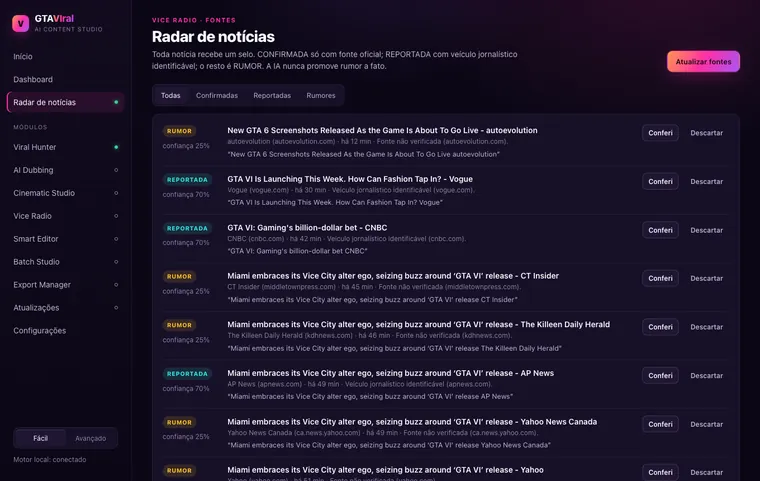 V
GTAVIral
AI CONTENT STUDIO
Início
Dashboard
Radar de notícias
MÓDULOS
Viral Hunter
AI Dubbing
Cinematic Studio
Vice Radio
Smart Editor
Batch Studio
Export Manager
Atualizações
Configurações
Fácil
Avançado
Motor local: conectado
VICE RADIO · FONTES
Radar de notícias
Toda notícia recebe um selo. CONFIRMADA só com fonte oficial; REPORTADA com veículo jornalístico
identificável; o resto é RUMOR. A IA nunca promove rumor a fato.
Atualizar fontes
Todas
Confirmadas
Reportadas
Rumores
RUMOR
confiança 25%
New GTA 6 Screenshots Released As the Game Is About To Go Live - autoevolution
autoevolution (autoevolution.com) · há 12 min · Fonte não verificada (autoevolution.com).
"New GTA 6 Screenshots Released As the Game Is About To Go Live autoevolution"
Conferi
Descartar
REPORTADA
confiança 70%
GTA VI Is Launching This Week. How Can Fashion Tap In? - Vogue
Vogue (vogue.com) · há 30 min · Veículo jornalístico identificável (vogue.com).
"GTA VI Is Launching This Week. How Can Fashion Tap In? Vogue"
Conferi
Descartar
REPORTADA
confiança 70%
GTA VI: Gaming's billion-dollar bet - CNBC
CNBC (cnbc.com) · há 42 min · Veículo jornalístico identificável (cnbc.com).
"GTA VI: Gaming's billion-dollar bet CNBC"
Conferi
Descartar
RUMOR
confiança 25%
Miami embraces its Vice City alter ego, seizing buzz around 'GTA VI' release - CT Insider
CT Insider (middletownpress.com) · há 45 min · Fonte não verificada (middletownpress.com).
"Miami embraces its Vice City alter ego, seizing buzz around 'GTA VI' release CT Insider"
Conferi
Descartar
RUMOR
confiança 25%
Miami embraces its Vice City alter ego, seizing buzz around 'GTA VI' release - The Killeen Daily Herald
The Killeen Daily Herald (kdhnews.com) · há 46 min · Fonte não verificada (kdhnews.com).
"Miami embraces its Vice City alter ego, seizing buzz around 'GTA VI' release The Killeen Daily Herald"
Conferi
Descartar
REPORTADA
confiança 70%
Miami embraces its Vice City alter ego, seizing buzz around 'GTA VI' release - AP News
AP News (apnews.com) · há 49 min · Veículo jornalístico identificável (apnews.com).
"Miami embraces its Vice City alter ego, seizing buzz around 'GTA VI' release AP News"
Conferi
Descartar
RUMOR
confiança 25%
Miami embraces its Vice City alter ego, seizing buzz around 'GTA VI' release - Yahoo News Canada
Yahoo News Canada (ca.news.yahoo.com) · há 49 min · Fonte não verificada (ca.news.yahoo.com).
"Miami embraces its Vice City alter ego, seizing buzz around 'GTA VI' release Yahoo News Canada"
Conferi
Descartar
RUMOR
Miami embraces its Vice City alter ego, seizing buzz around 'GTA VI' release - Yahoo
Conferi
Descartar